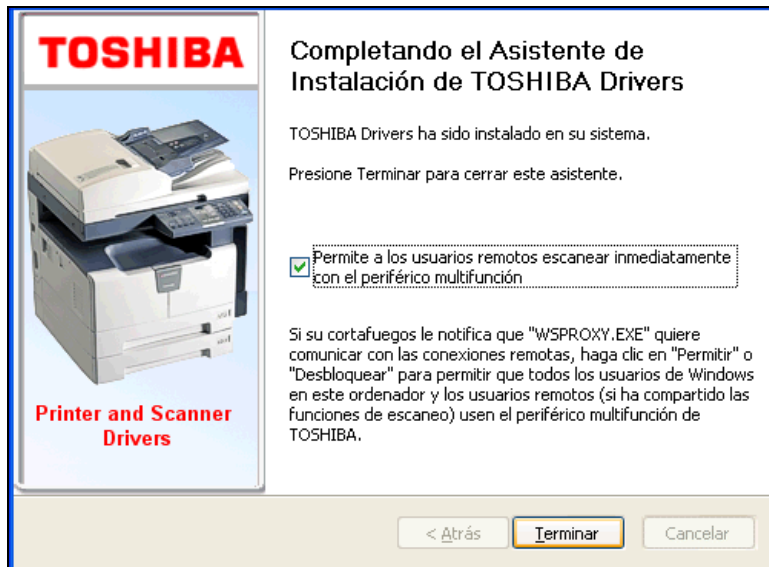 TOSHIBA
Printer and Scanner
Drivers
Completando el Asistente de
Instalación de TOSHIBA Drivers
TOSHIBA Drivers ha sido instalado en su sistema.
Presione Terminar para cerrar este asistente.
Permite a los usuarios remotos escanear inmediatamente
con el periférico multifunción
Si su cortafuegos le notifica que "WSPROXY.EXE" quiere
comunicar con las conexiones remotas, haga clic en "Permitir" o
"Desbloquear" para permitir que todos los usuarios de Windows
en este ordenador y los usuarios remotos (si ha compartido las
funciones de escaneo) usen el periférico multifunción de
TOSHIBA.
< Atrás
Terminar
Cancelar